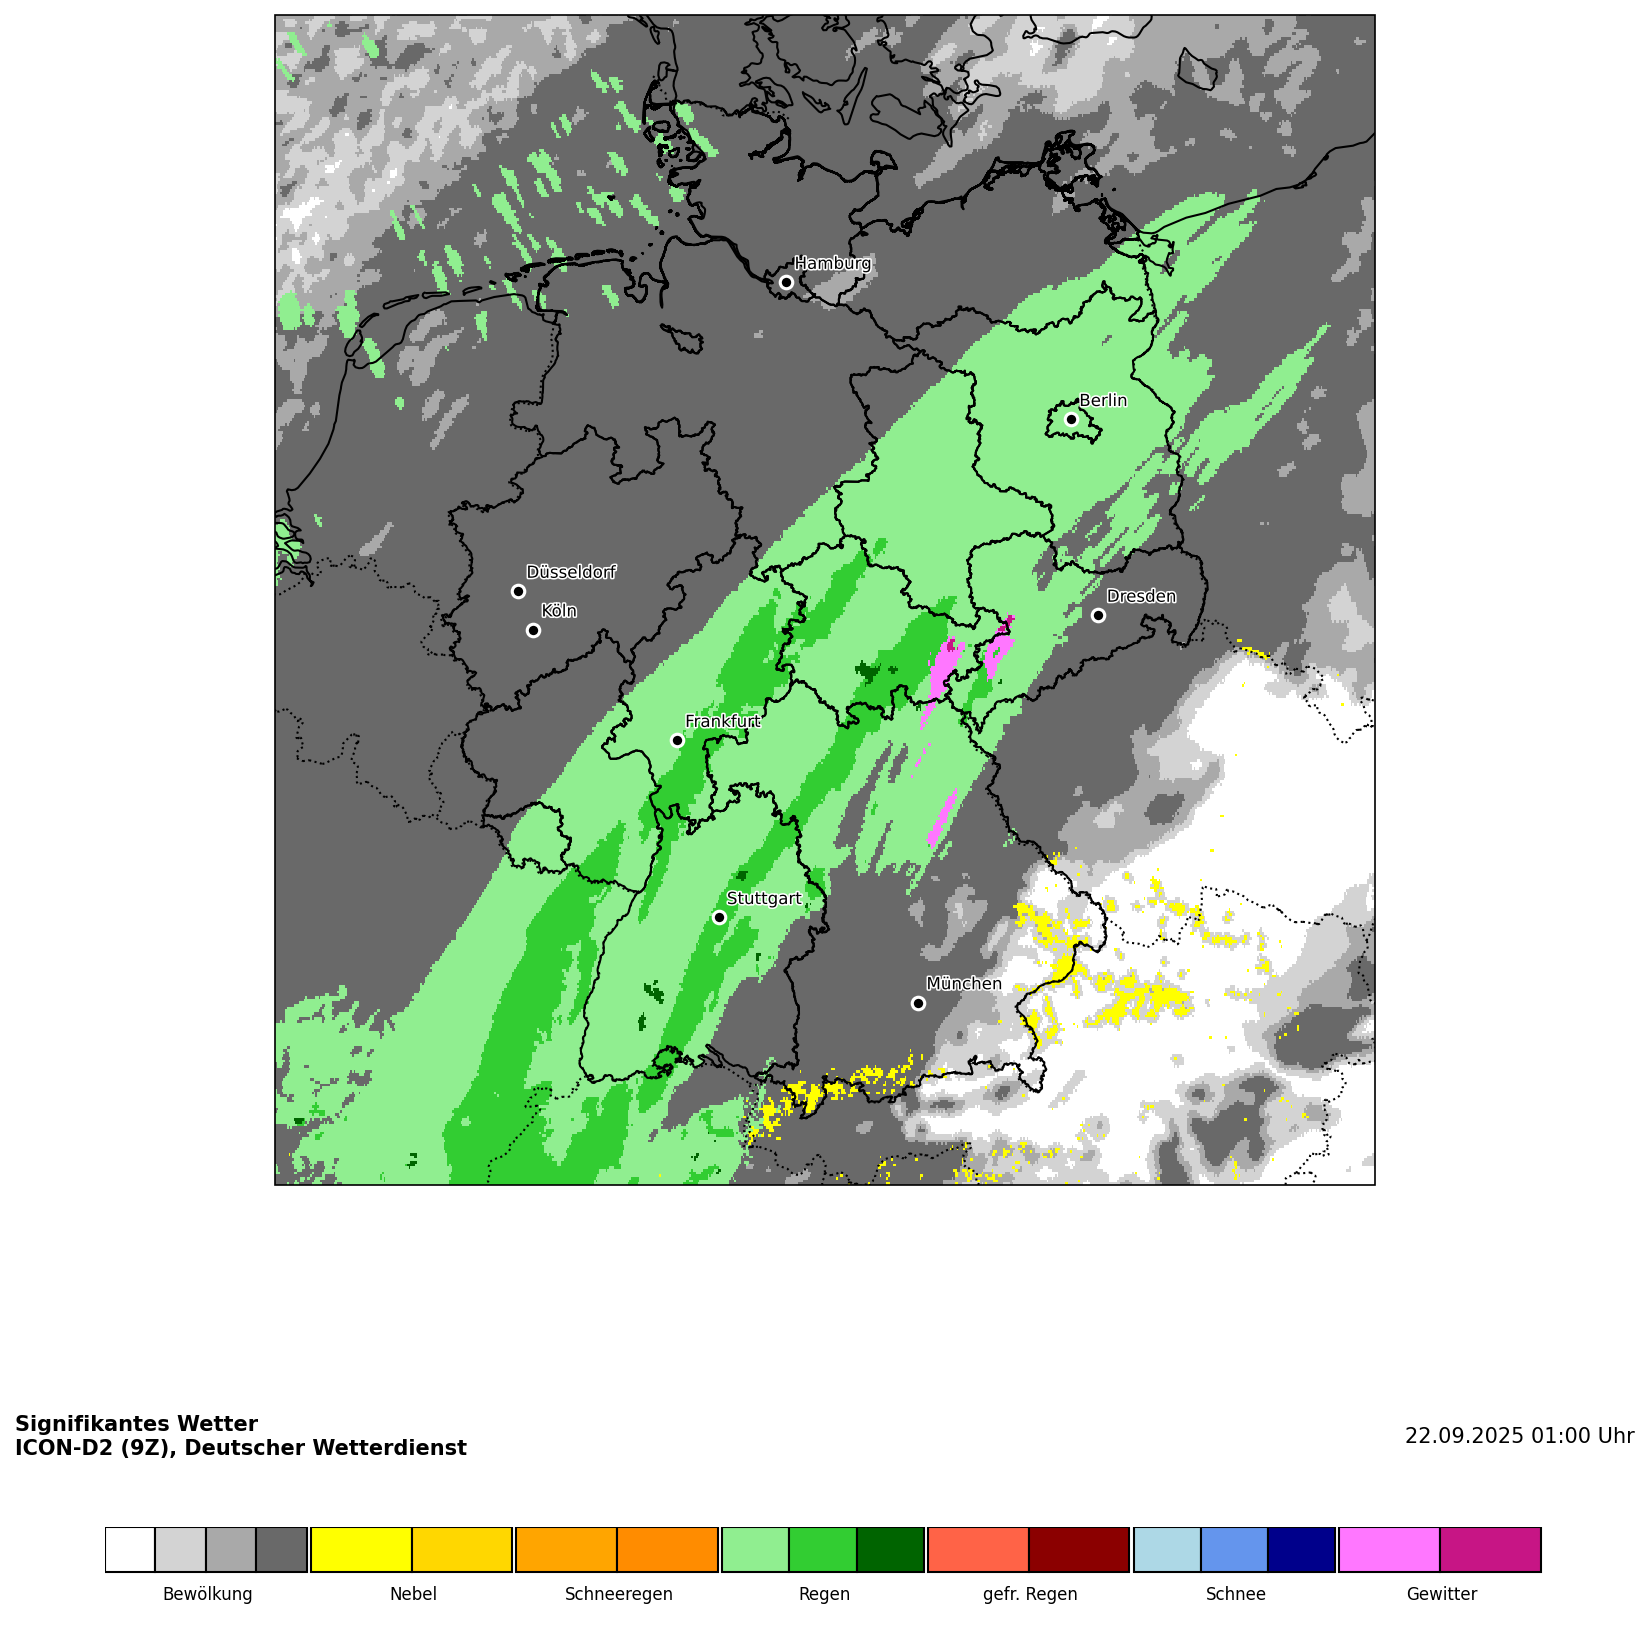 Hamburg
Berlin
Düsseldorf
Köln
Dresden
Frankfurt
Stuttgart
München
Signifikantes Wetter
ICON-D2 (9Z), Deutscher Wetterdienst
22.09.2025 01:00 Uhr
Bewölkung Nebel Schneeregen Regen gefr. Regen Schnee Gewitter